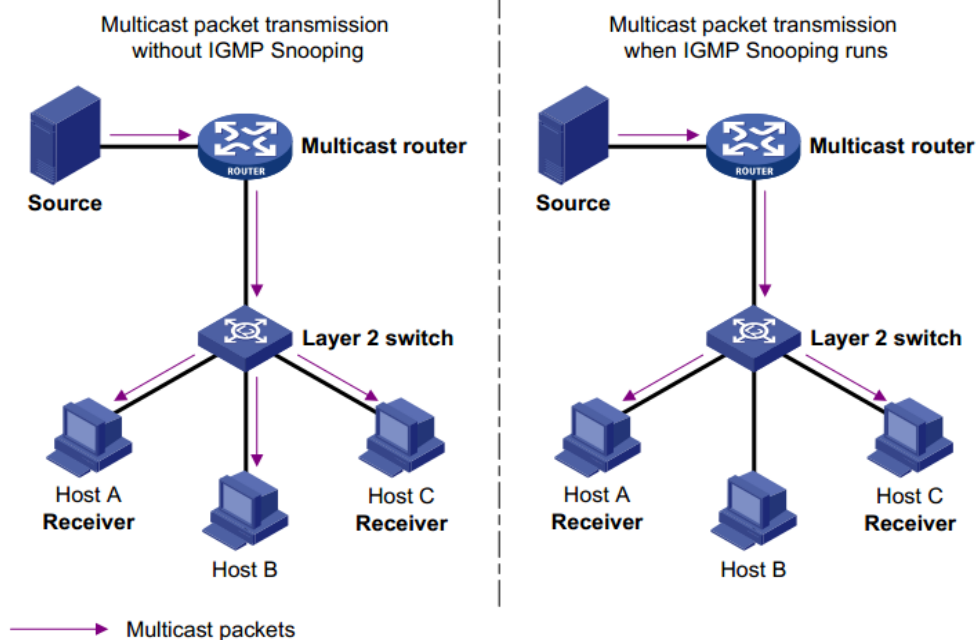 Multicast packet transmission
without IGMP Snooping
Source
ROUTER
Multicast router
Layer 2 switch
Host A
Receiver
Host B
Host C
Receiver
Multicast packet transmission
when IGMP Snooping runs
Source
ROUTER
Multicast router
Layer 2 switch
Host A
Receiver
Host B
Host C
Receiver
Multicast packets